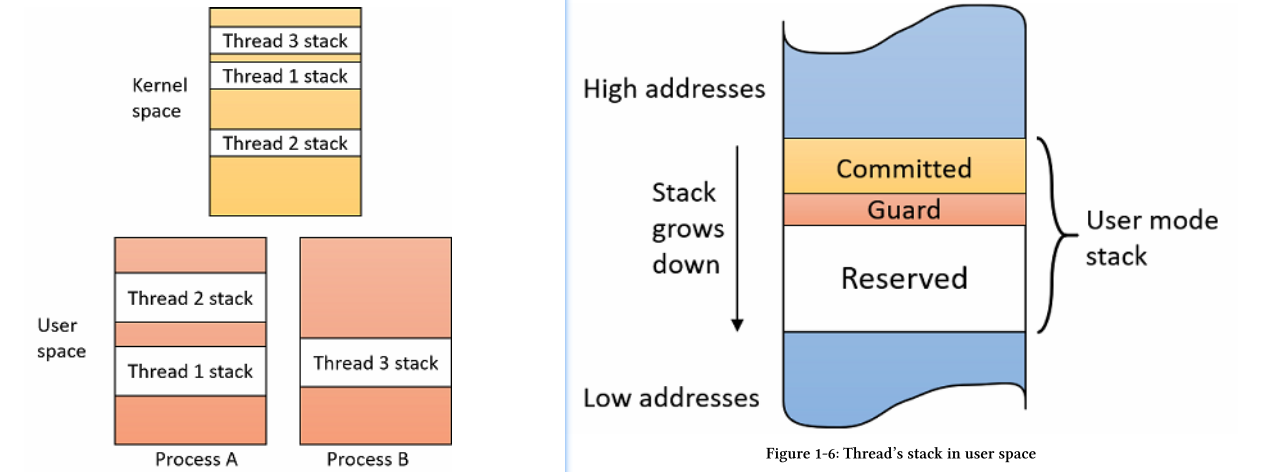 Thread 3 stack
Kernel
space
Thread 1 stack
Thread 2 stack
User
space
Thread 2 stack
Thread 1 stack
Process A
Thread 3 stack
Process B
High addresses
Committed
Guard
Stack
grows
down
Reserved
User mode
stack
Low addresses
Figure 1-6: Thread’s stack in user space